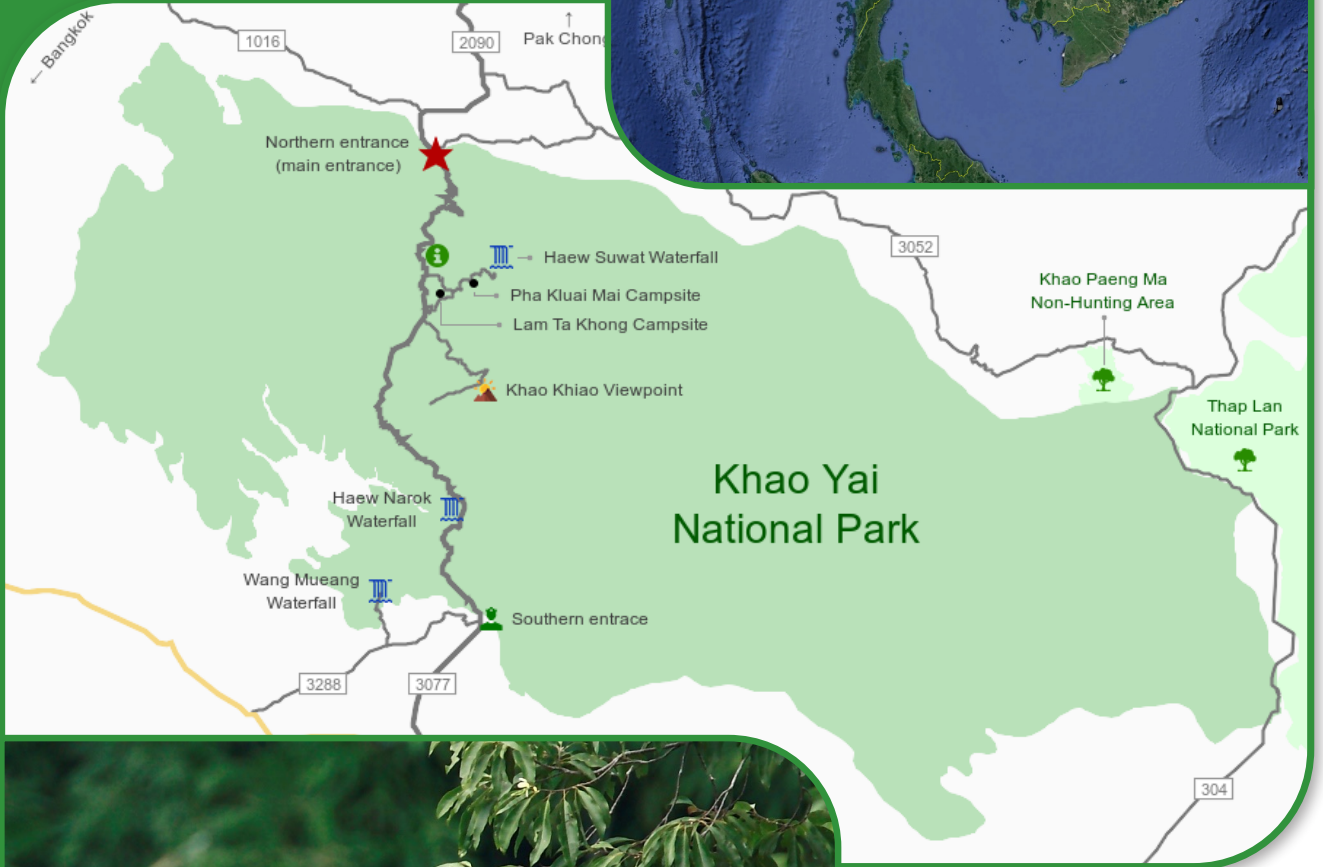 ← Bangkok
1016
2090
↑
Pak Chong
Northern entrance
(main entrance)
Haew Suwat Waterfall
Pha Kluai Mai Campsite
Lam Ta Khong Campsite
Khao Khiao Viewpoint
3052
Khao Paeng Ma
Non-Hunting Area
Thap Lan
National Park
Khao Yai
National Park
Haew Narok
Waterfall
Wang Mueang
Waterfall
Southern entrace
3288
3077
304